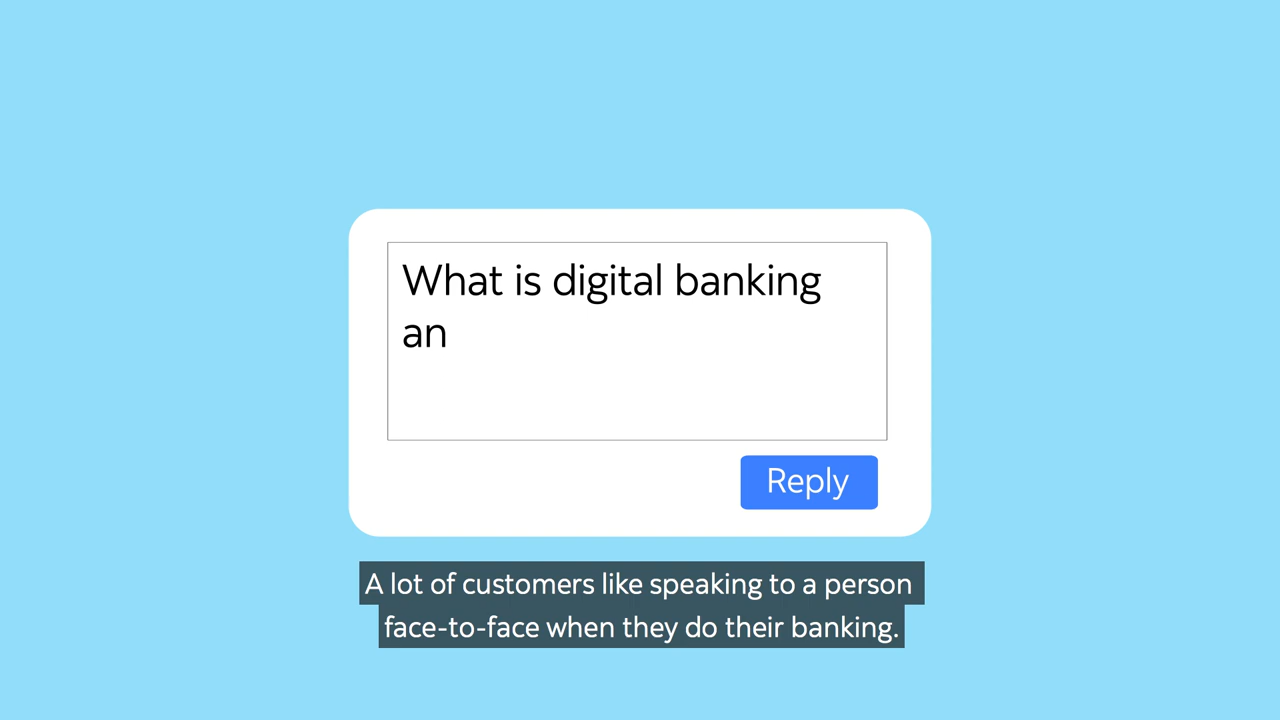 What is digital banking
an
Reply
A lot of customers like speaking to a person
face-to-face when they do their banking.